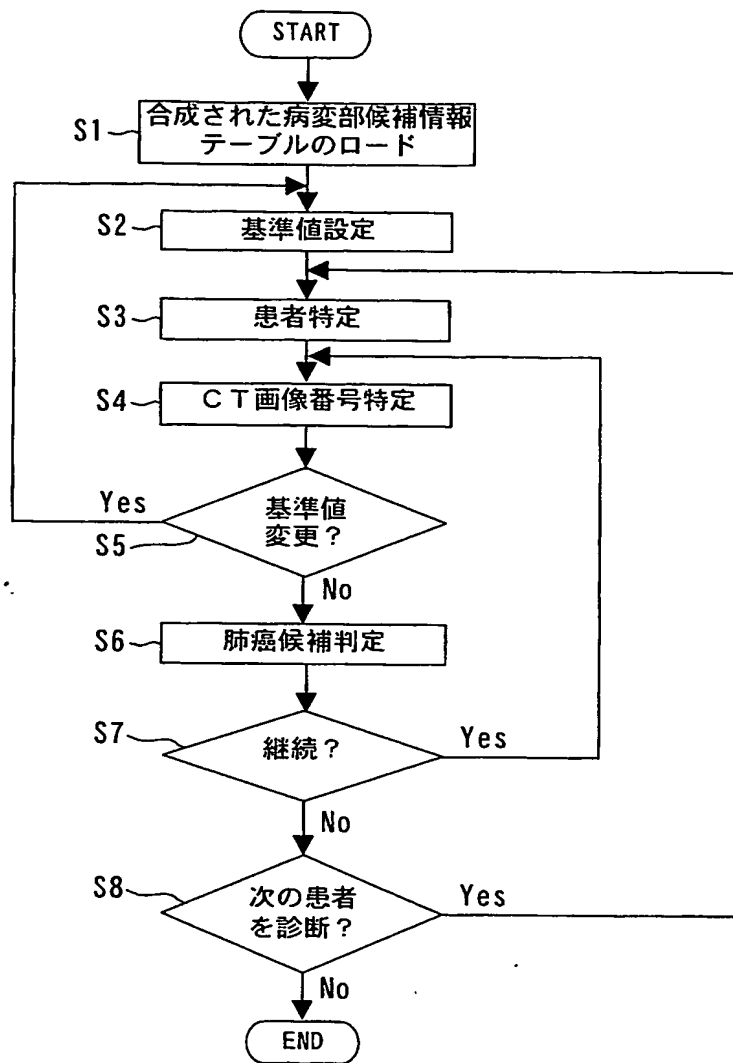 START
S1
合成された病変部候補情報
テーブルのロード
S2
基準値設定
S3
患者特定
S4
CT画像番号特定
Yes
基準値
変更?
S5
No
S6
肺癌候補判定
S7
継続?
Yes
No
S8
次の患者
を診断?
Yes
No
END